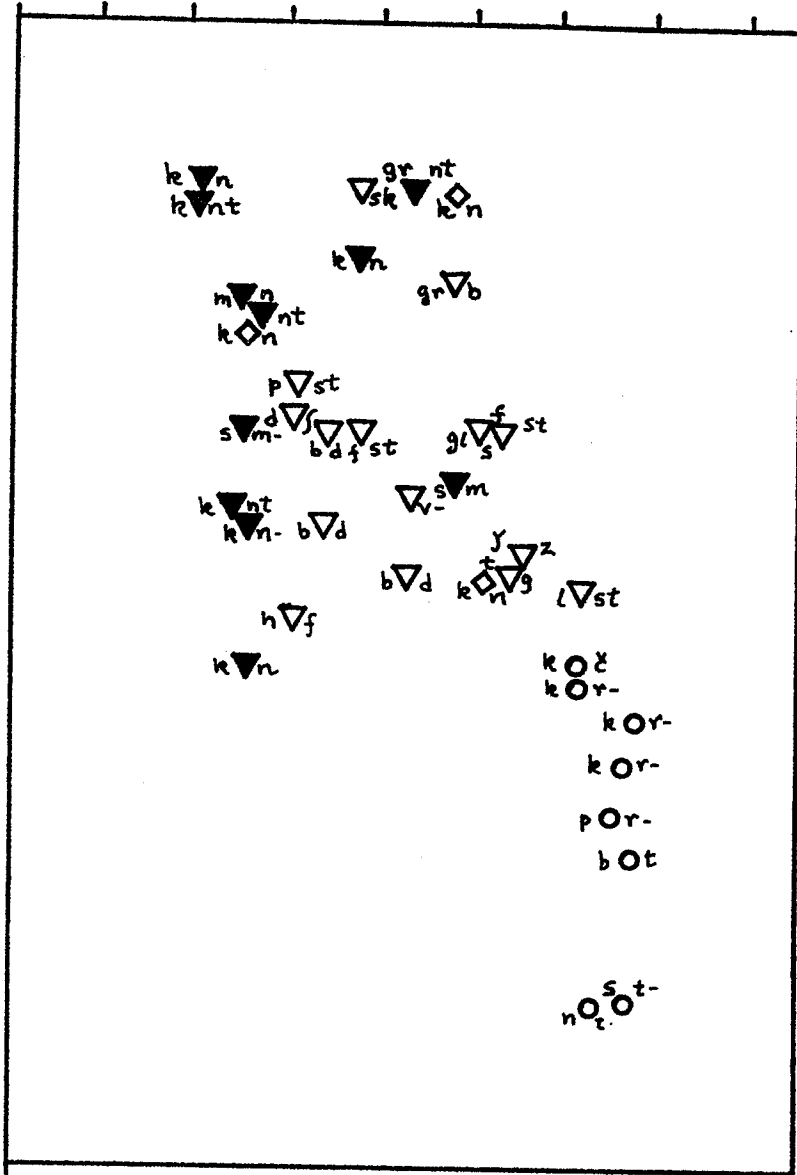 k n
k nt
sk
gr nt
k n
k n
m n
nt
k n
gr b
p st
d ʃ
s m-
b d
f st
gl s
f st
v-
s m
k nt
k n-
b d
b d
ǰ z
t g
k n
l st
h f
k n
k č
k r-
k r-
k r-
p r-
b t
s t-
n